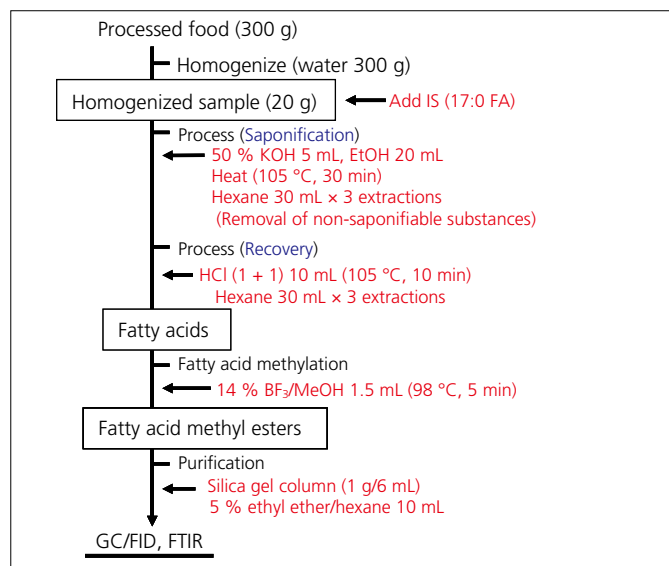 Processed food (300 g)
Homogenize (water 300 g)
Homogenized sample (20 g)
Add IS (17:0 FA)
Process (Saponification)
50 % KOH 5 mL, EtOH 20 mL
Heat (105 °C, 30 min)
Hexane 30 mL × 3 extractions
(Removal of non-saponifiable substances)
Process (Recovery)
HCl (1 + 1) 10 mL (105 °C, 10 min)
Hexane 30 mL × 3 extractions
Fatty acids
Fatty acid methylation
14 % BF₃/MeOH 1.5 mL (98 °C, 5 min)
Fatty acid methyl esters
Purification
Silica gel column (1 g/6 mL)
5 % ethyl ether/hexane 10 mL
GC/FID, FTIR